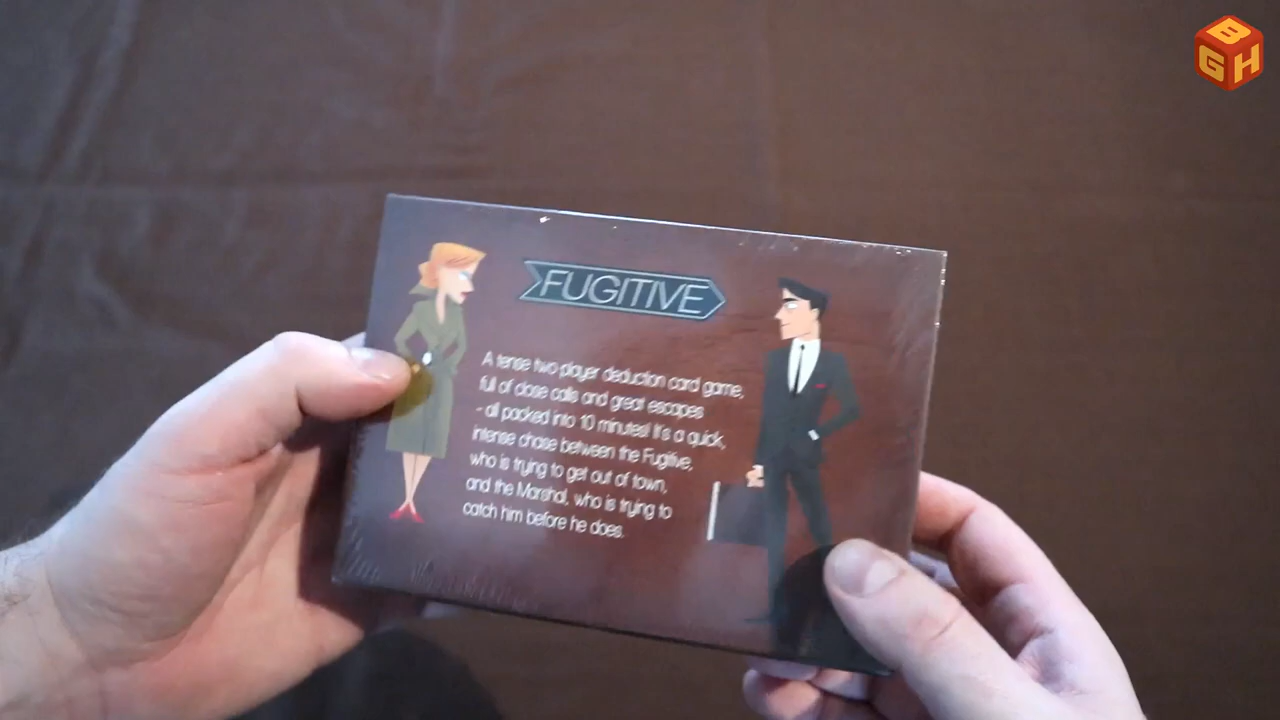 FUGITIVE
A tense two player deduction card game,
full of close calls and great escapes
- all packed into 10 minutes! It's a quick,
intense chase between the Fugitive,
who is trying to get out of town,
and the Marshal, who is trying to
catch him before he does.
B
G H